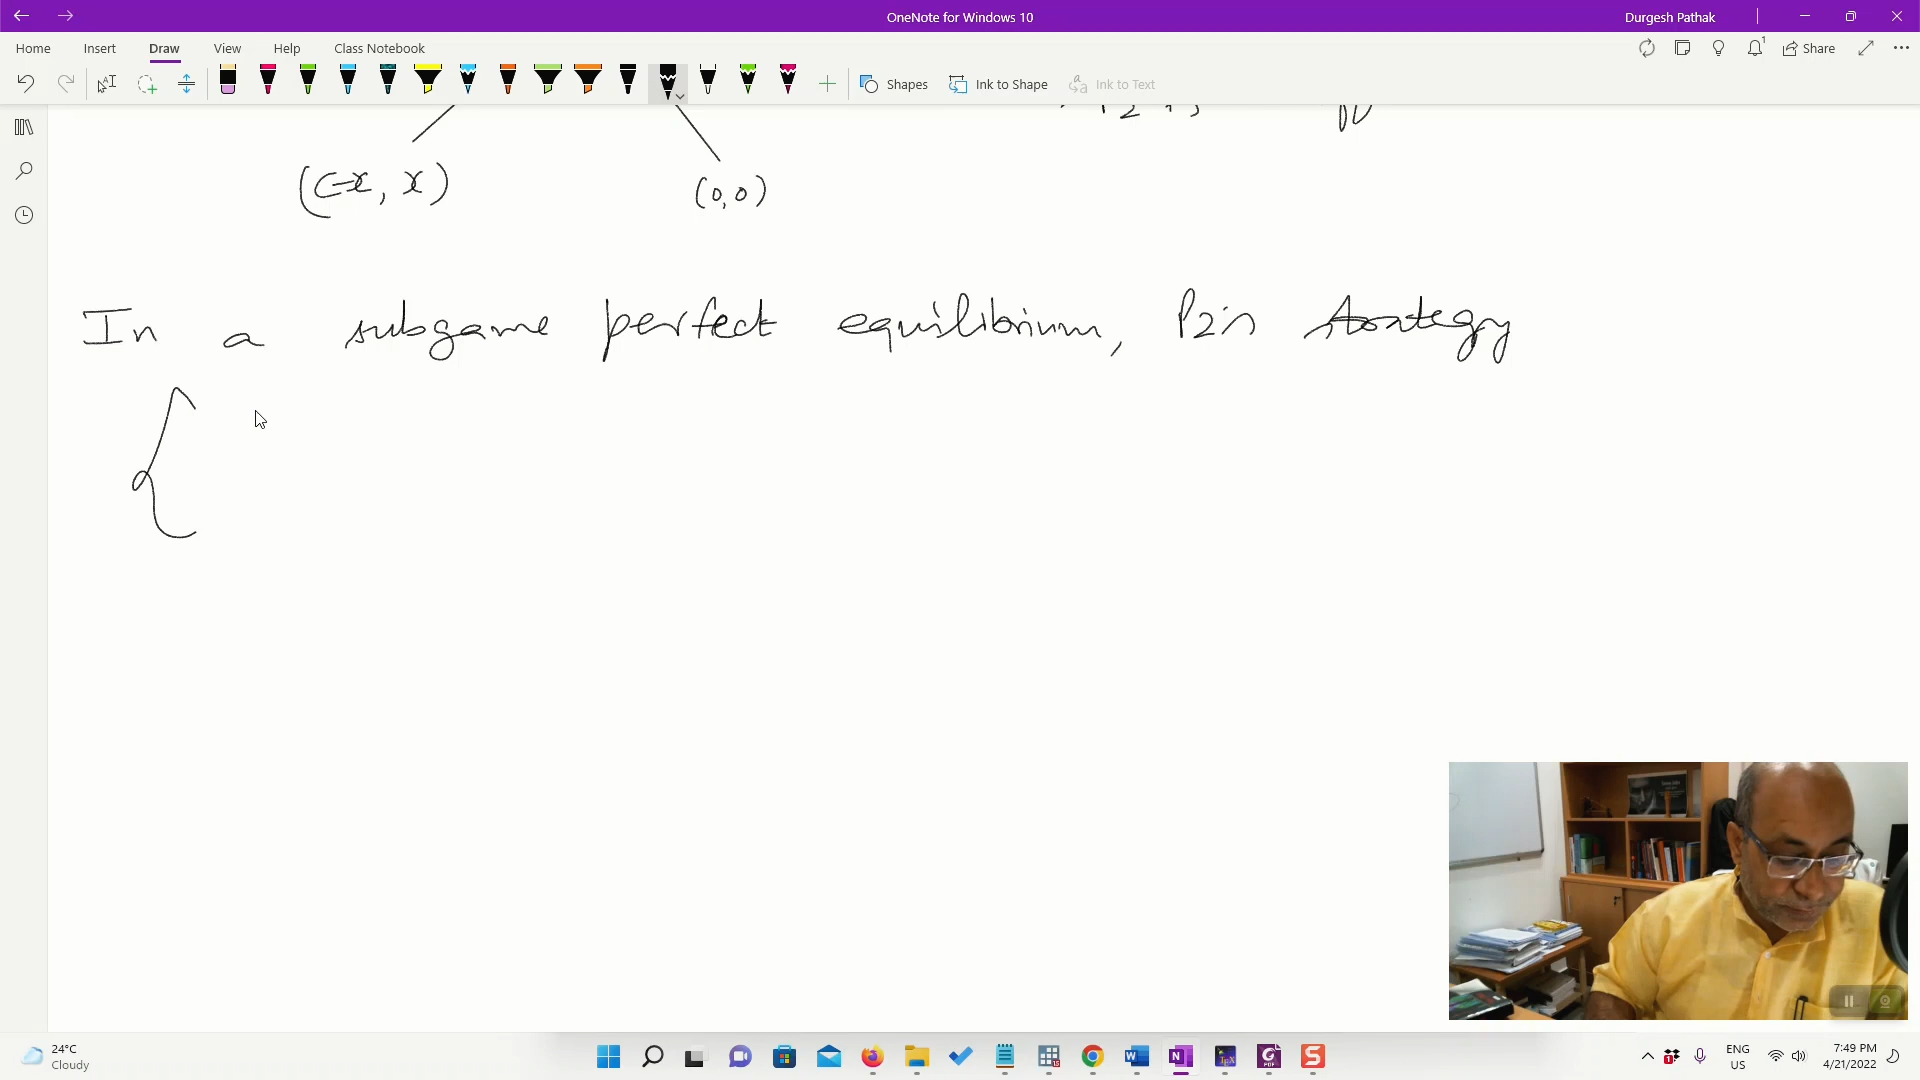 OneNote for Windows 10
Durgesh Pathak
Home Insert Draw View Help Class Notebook
Share
Shapes Ink to Shape Ink to Text
(0,0)
In a subgame perfect equilibrium, P2's strategy
24°C
Cloudy
ENG
US
7:49 PM
4/21/2022